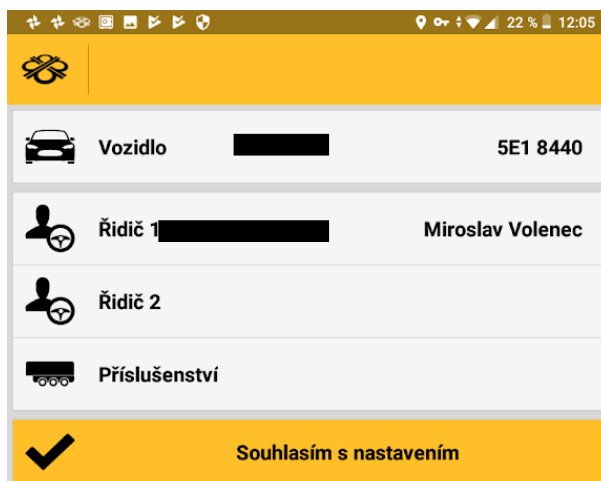 22 % 12:05
Vozidlo 5E1 8440
Řidič 1 Miroslav Volenec
Řidič 2
Příslušenství
Souhlasím s nastavením